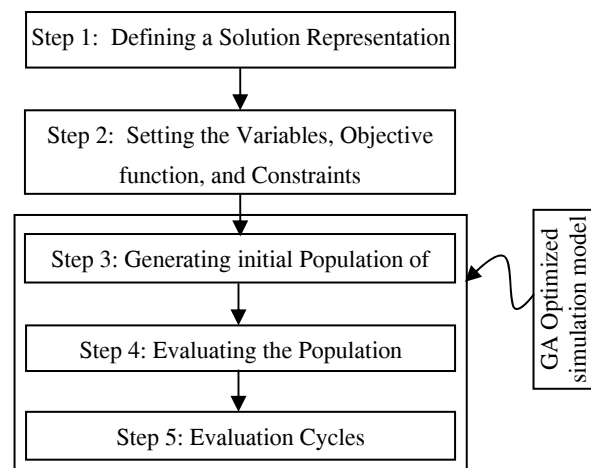 Step 1: Defining a Solution Representation
Step 2: Setting the Variables, Objective
function, and Constraints
Step 3: Generating initial Population of
Step 4: Evaluating the Population
Step 5: Evaluation Cycles
GA Optimized
simulation model